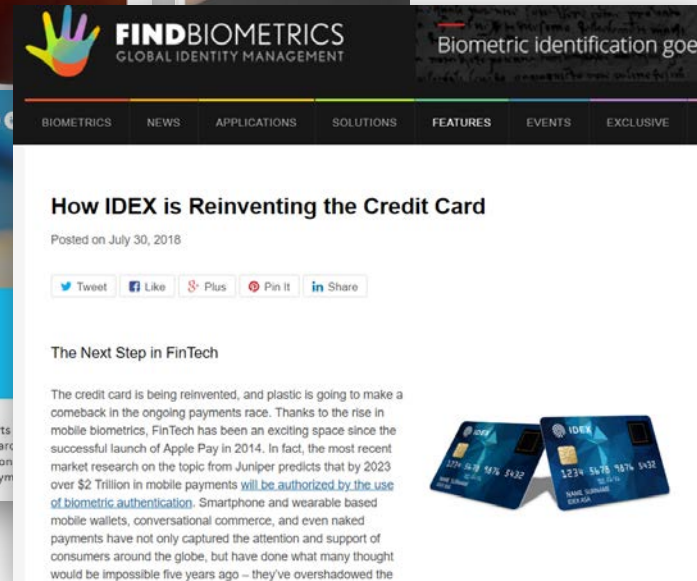 FINDBIOMETRICS
GLOBAL IDENTITY MANAGEMENT
Biometric identification goe
BIOMETRICS NEWS APPLICATIONS SOLUTIONS FEATURES EVENTS EXCLUSIVE
How IDEX is Reinventing the Credit Card
Posted on July 30, 2018
Tweet Like Plus Pin It Share
The Next Step in FinTech
The credit card is being reinvented, and plastic is going to make a
comeback in the ongoing payments race. Thanks to the rise in
mobile biometrics, FinTech has been an exciting space since the
successful launch of Apple Pay in 2014. In fact, the most recent
market research on the topic from Juniper predicts that by 2023
over $2 Trillion in mobile payments will be authorized by the use
of biometric authentication. Smartphone and wearable based
mobile wallets, conversational commerce, and even naked
payments have not only captured the attention and support of
consumers around the globe, but have done what many thought
would be impossible five years ago – they've overshadowed the
IDEX
1234 5678 9876 5432
NAME SURNAME
IDEX
1234 5678 9876 5432
NAME SURNAME
IDEX ASA